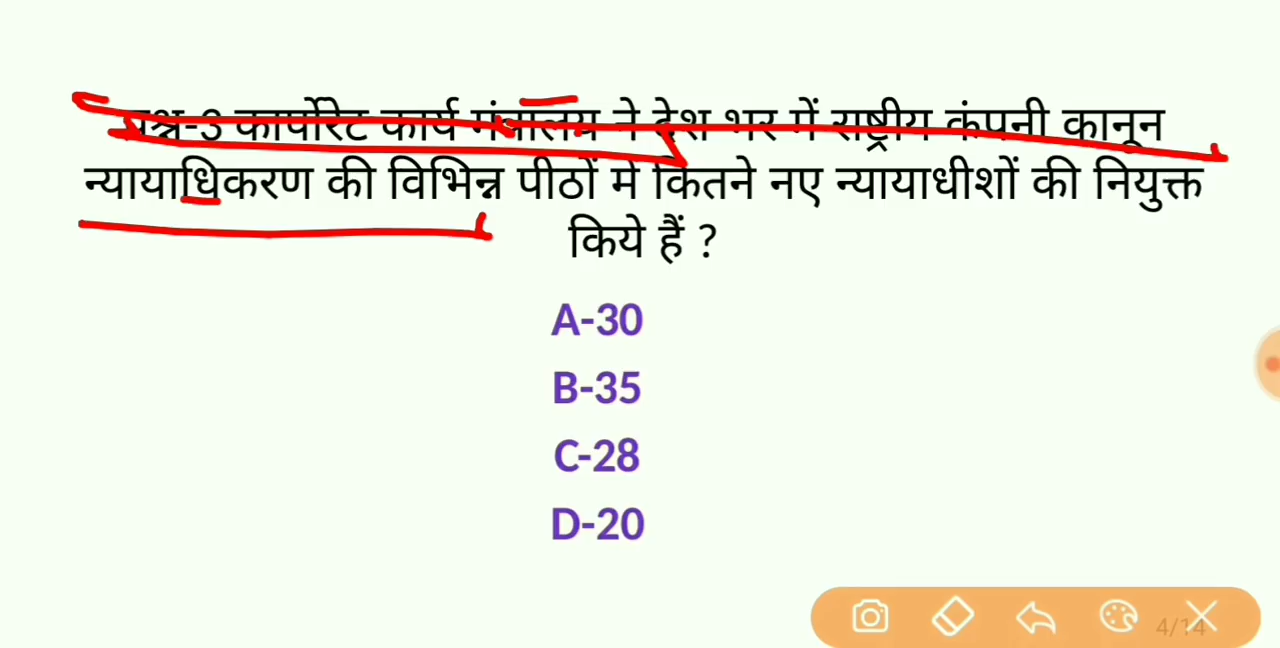 प्रश्न-3 कार्पोरेट कार्य मंत्रालय ने देश भर में राष्ट्रीय कंपनी कानून
न्यायाधिकरण की विभिन्न पीठों मे कितने नए न्यायाधीशों की नियुक्त
किये हैं ?
A-30
B-35
C-28
D-20
4/14